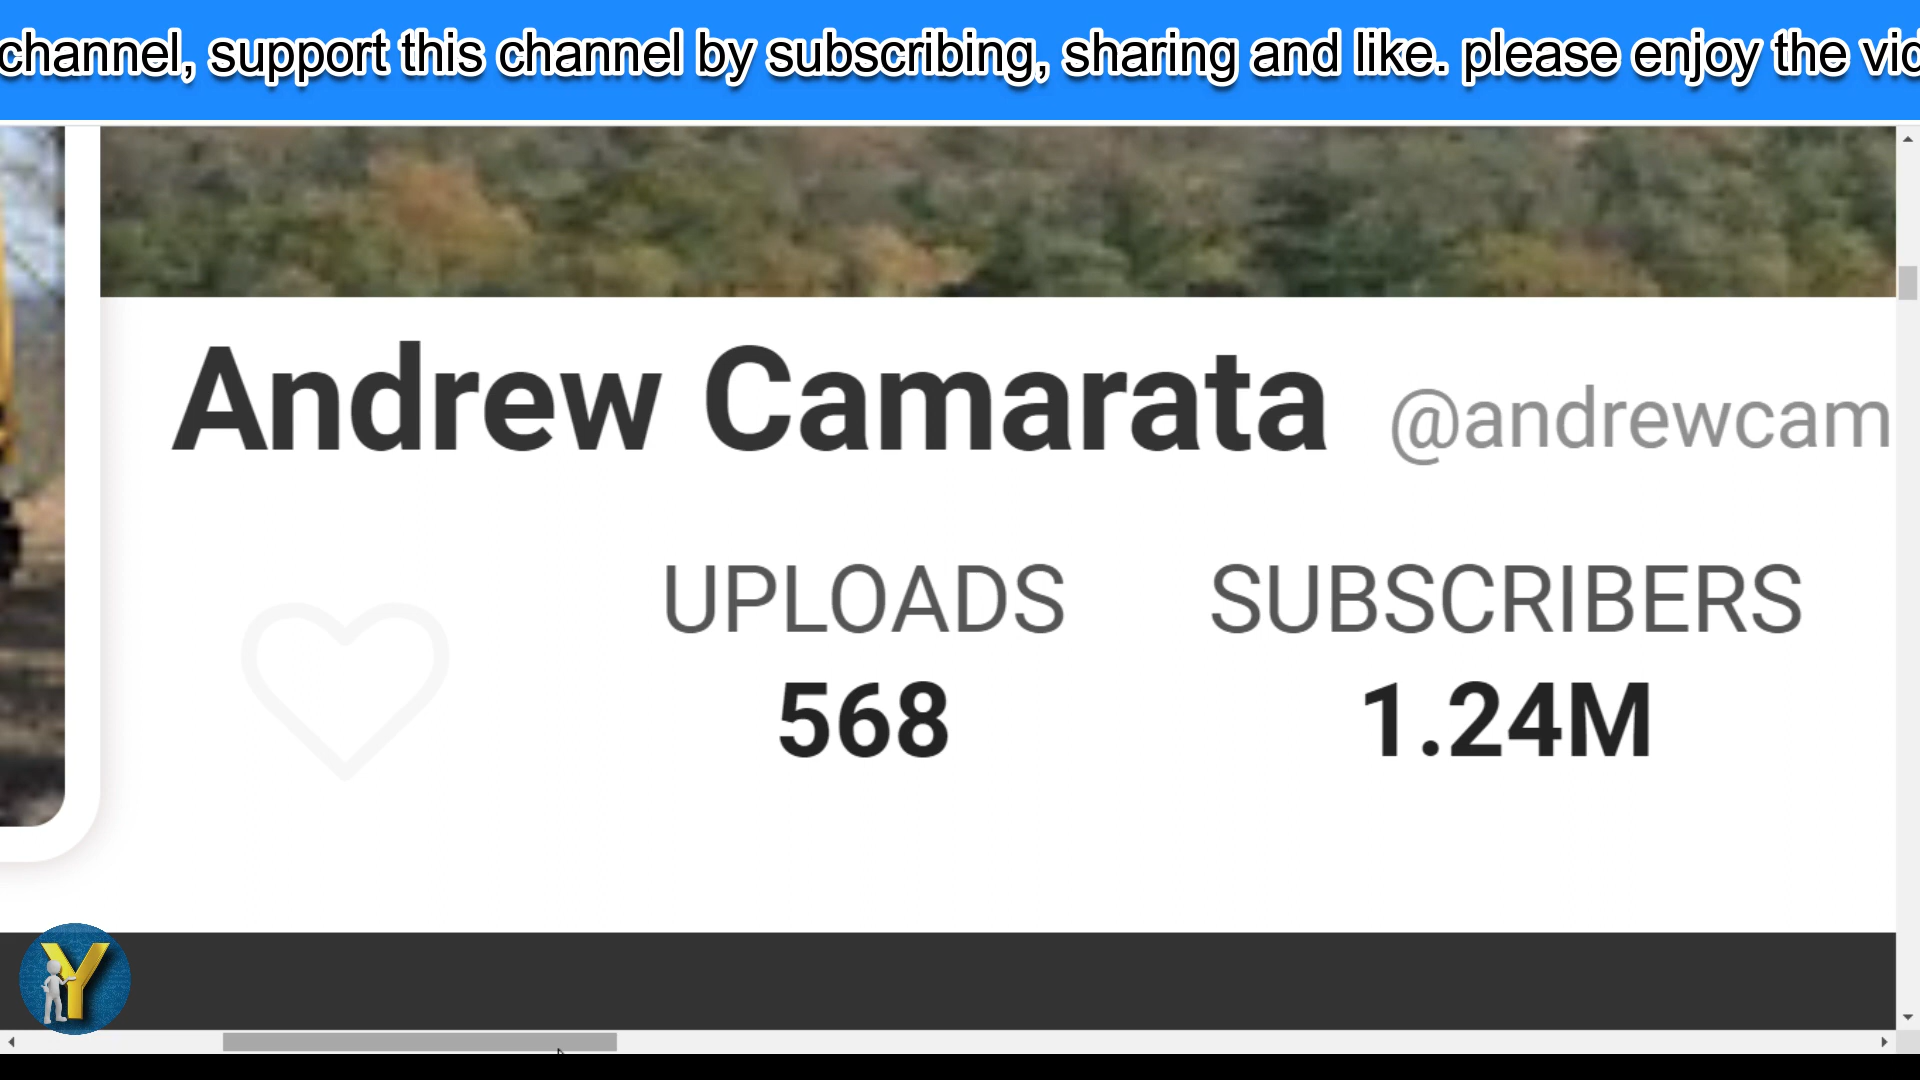 channel, support this channel by subscribing, sharing and like. please enjoy the vid
Andrew Camarata @andrewcam
UPLOADS SUBSCRIBERS
568 1.24M
Y